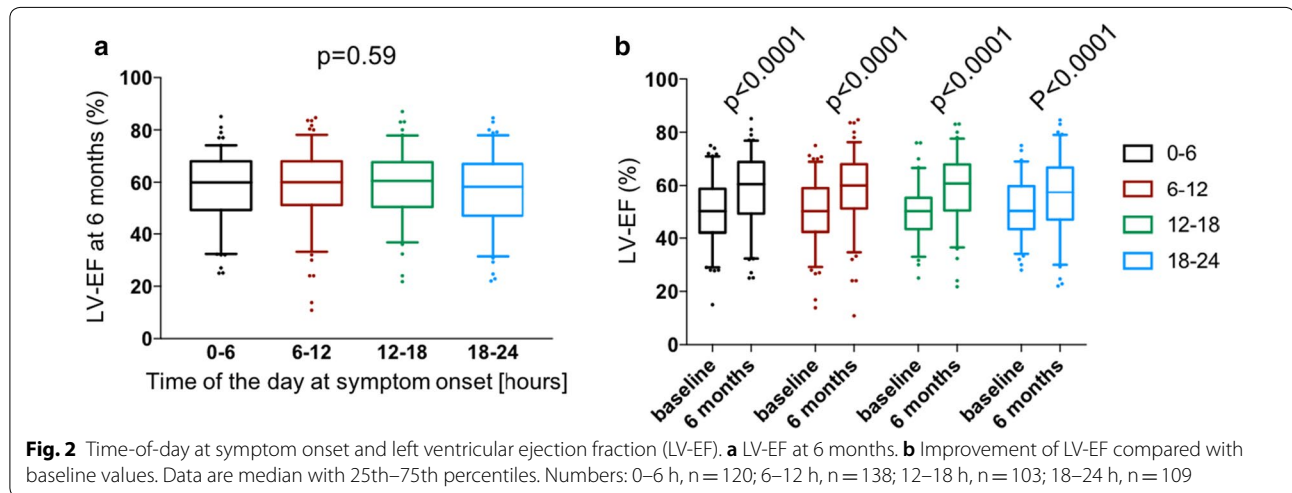 a
p=0.59
LV-EF at 6 months (%)
100
80
60
40
20
0
0-6
6-12
12-18
18-24
Time of the day at symptom onset [hours]
b
p<0.0001
p<0.0001
p<0.0001
P<0.0001
LV-EF (%)
100
80
60
40
20
0
baseline
6 months
baseline
6 months
baseline
6 months
baseline
6 months
0-6
6-12
12-18
18-24
Fig. 2 Time-of-day at symptom onset and left ventricular ejection fraction (LV-EF). a LV-EF at 6 months. b Improvement of LV-EF compared with
baseline values. Data are median with 25th–75th percentiles. Numbers: 0–6 h, n = 120; 6–12 h, n = 138; 12–18 h, n = 103; 18–24 h, n = 109